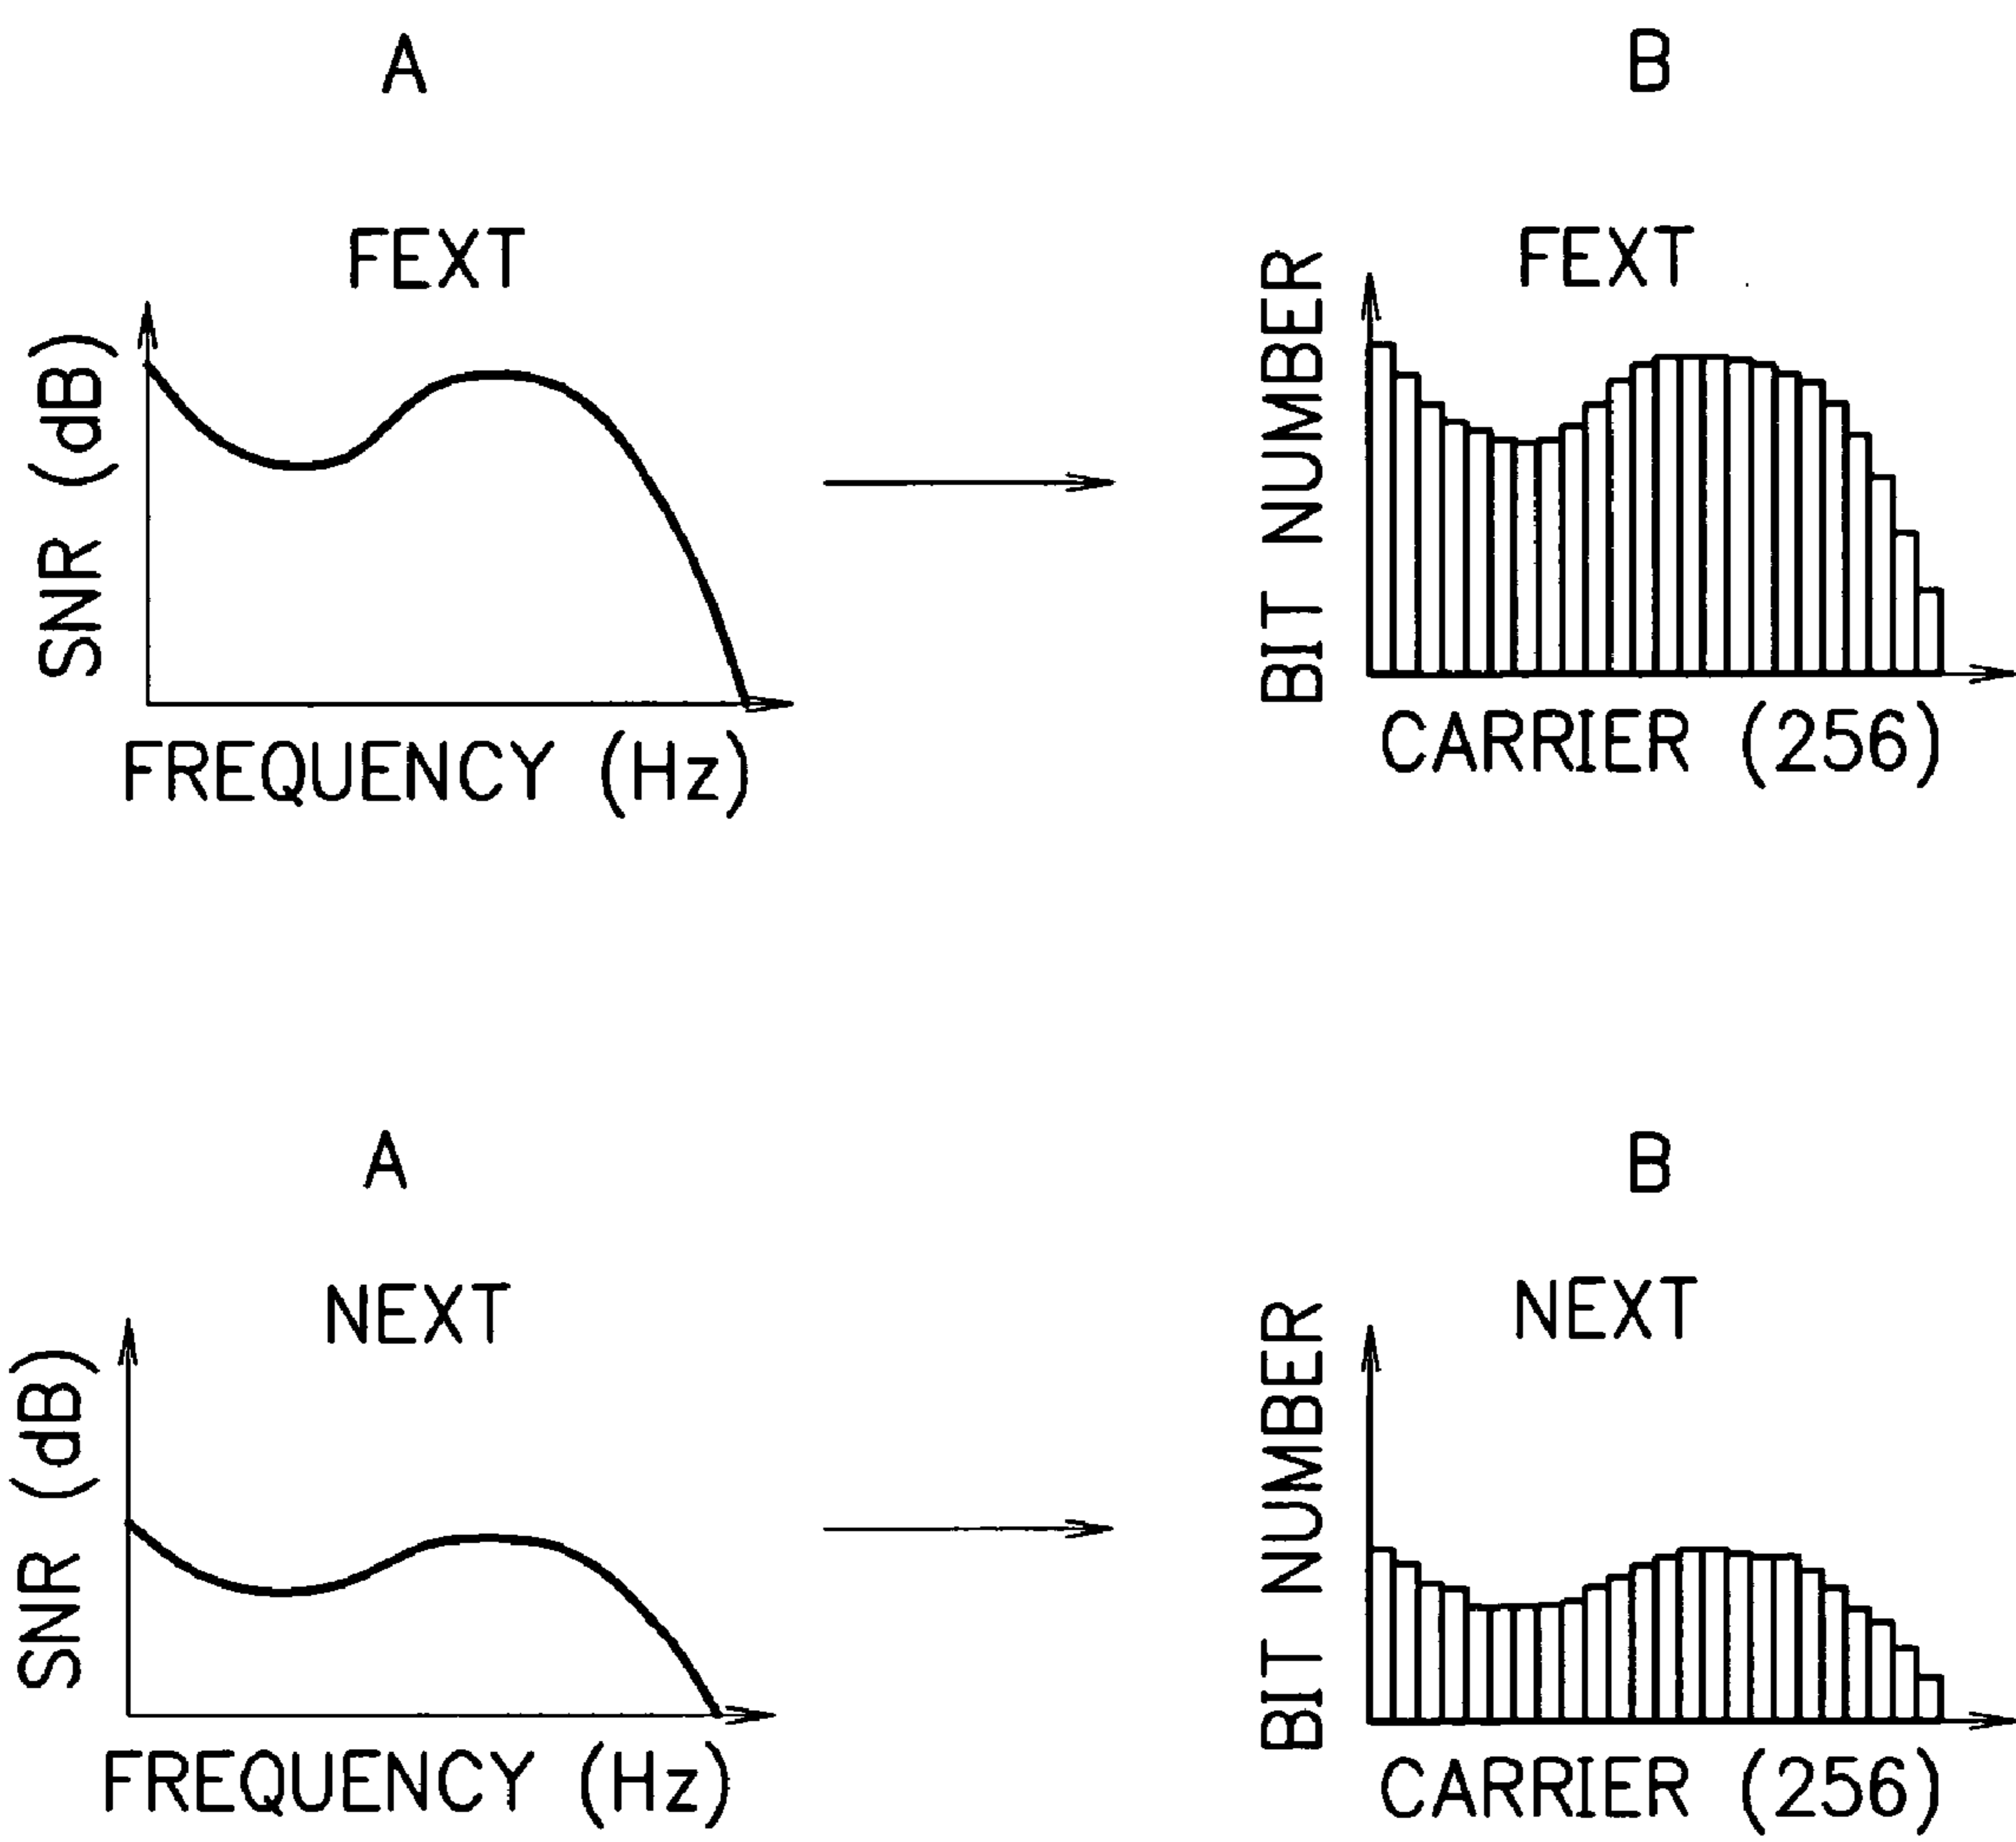 A
B
FEXT
FEXT
SNR (dB)
BIT NUMBER
FREQUENCY (Hz)
CARRIER (256)
A
B
NEXT
NEXT
SNR (dB)
BIT NUMBER
FREQUENCY (Hz)
CARRIER (256)